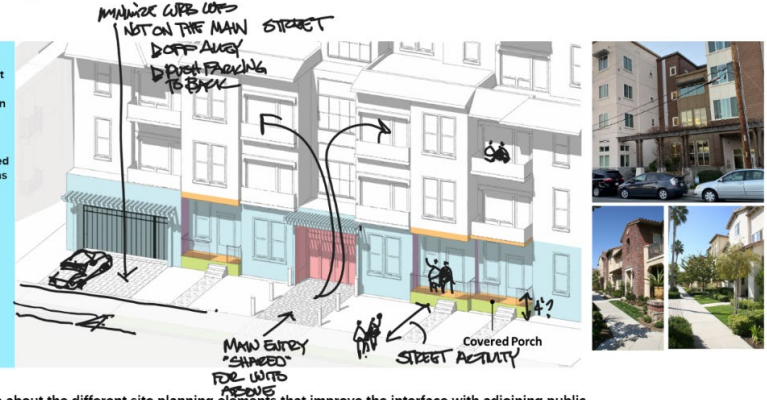 MINIMIZE CURB CUTS
NOT ON THE MAIN STREET
OFF ALLEY
PUSH PARKING
TO BACK
4'?
Covered Porch
STREET ACTIVITY
MAIN ENTRY
"SHARED"
FOR UNITS
ABOVE
about the different site planning elements that improve the interface with adjoining public